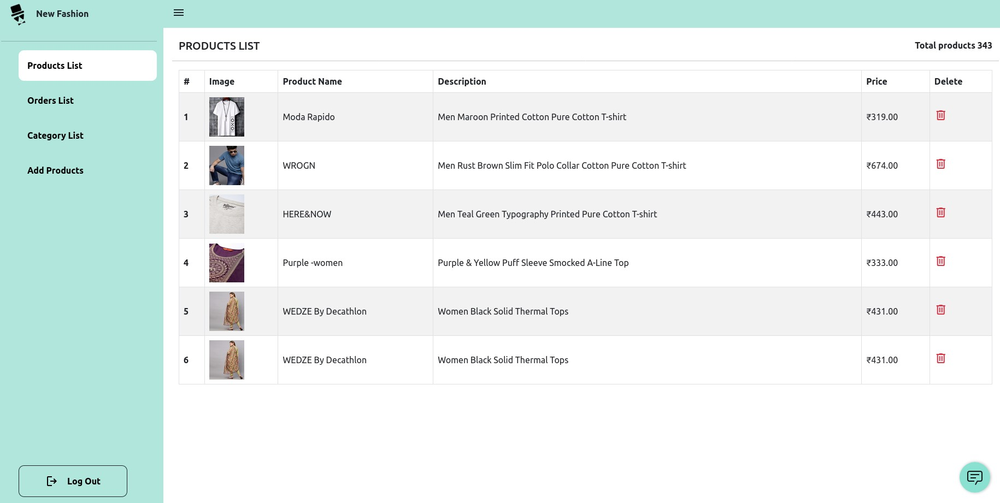 New Fashion
Products List
Orders List
Category List
Add Products
Log Out
PRODUCTS LIST
Total products 343
# Image Product Name Description Price Delete
1 Moda Rapido Men Maroon Printed Cotton Pure Cotton T-shirt ₹319.00
2 WROGN Men Rust Brown Slim Fit Polo Collar Cotton Pure Cotton T-shirt ₹674.00
3 HERE&NOW Men Teal Green Typography Printed Pure Cotton T-shirt ₹443.00
4 Purple -women Purple & Yellow Puff Sleeve Smocked A-Line Top ₹333.00
5 WEDZE By Decathlon Women Black Solid Thermal Tops ₹431.00
6 WEDZE By Decathlon Women Black Solid Thermal Tops ₹431.00